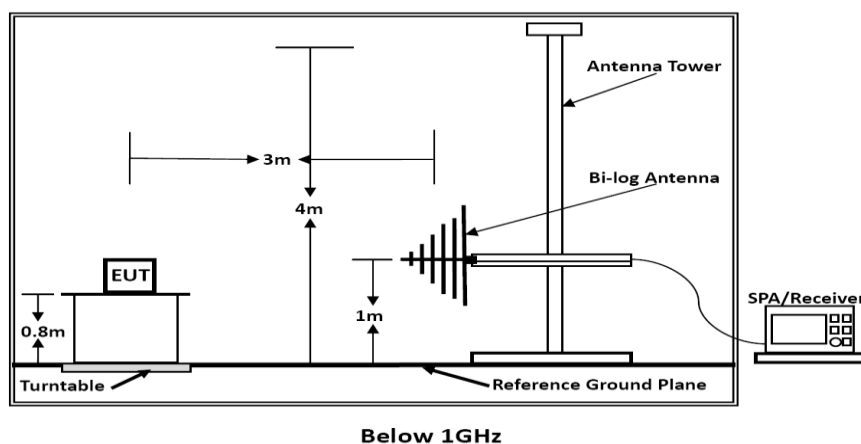 Antenna Tower
3m
Bi-log Antenna
4m
EUT
SPA/Receiver
0.8m
1m
Turntable
Reference Ground Plane
Below 1GHz